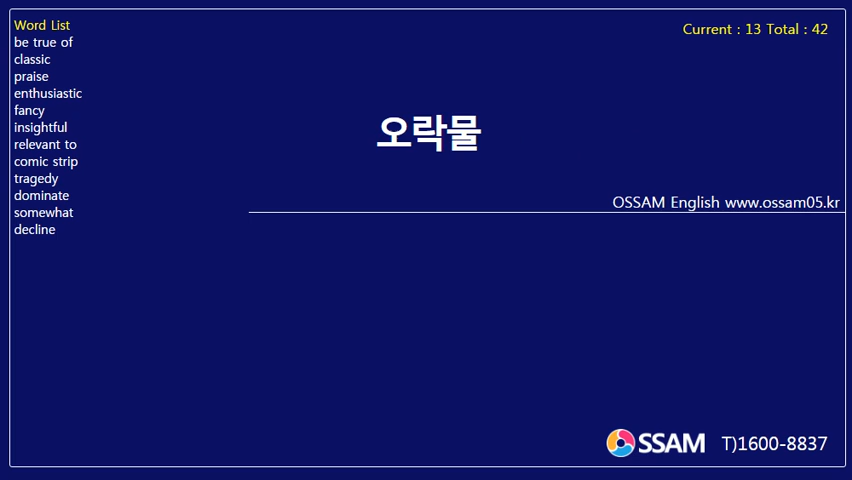 Word List
be true of
classic
praise
enthusiastic
fancy
insightful
relevant to
comic strip
tragedy
dominate
somewhat
decline
Current : 13 Total : 42
오락물
OSSAM English www.ossam05.kr
OSSAM T)1600-8837